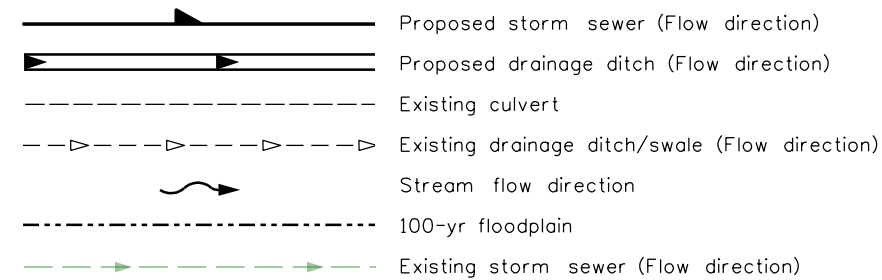 Proposed storm sewer (Flow direction)
Proposed drainage ditch (Flow direction)
Existing culvert
Existing drainage ditch/swale (Flow direction)
Stream flow direction
100-yr floodplain
Existing storm sewer (Flow direction)